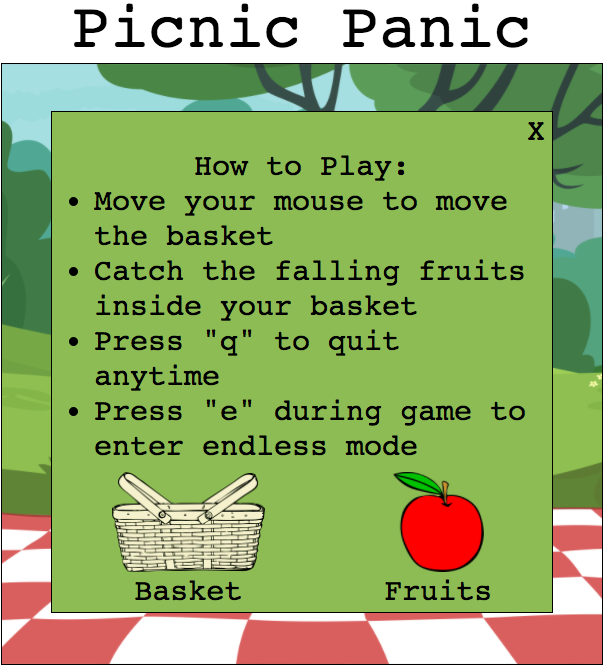 Picnic Panic
X
How to Play:
• Move your mouse to move
the basket
• Catch the falling fruits
inside your basket
• Press "q" to quit
anytime
• Press "e" during game to
enter endless mode
Basket Fruits